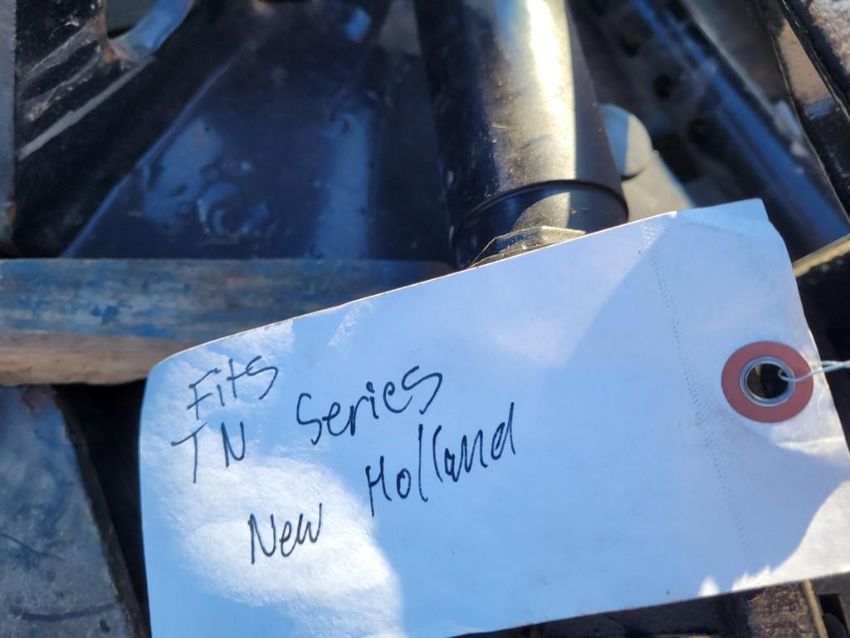 Fits
TN Series
New Holland